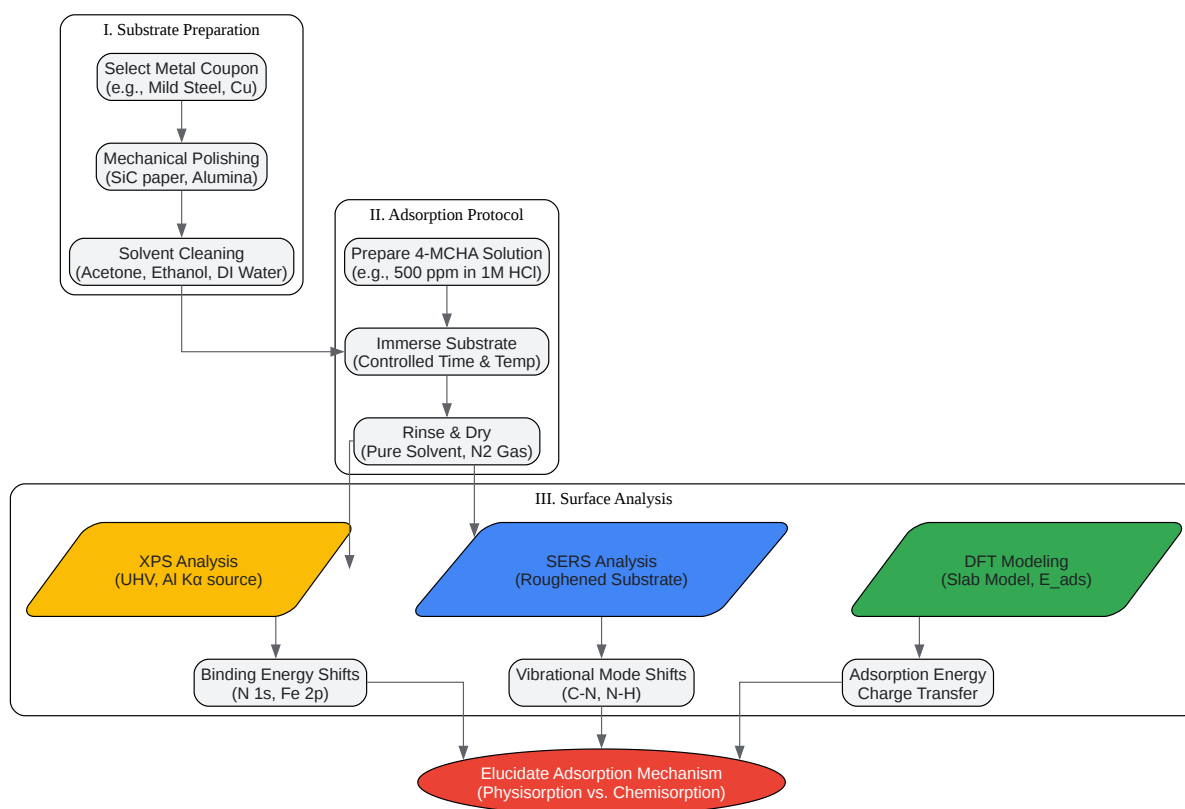 I. Substrate Preparation
Select Metal Coupon
(e.g., Mild Steel, Cu)
Mechanical Polishing
(SiC paper, Alumina)
Solvent Cleaning
(Acetone, Ethanol, DI Water)
II. Adsorption Protocol
Prepare 4-MCHA Solution
(e.g., 500 ppm in 1M HCl)
Immerse Substrate
(Controlled Time & Temp)
Rinse & Dry
(Pure Solvent, N2 Gas)
III. Surface Analysis
XPS Analysis
(UHV, Al Kα source)
SERS Analysis
(Roughened Substrate)
DFT Modeling
(Slab Model, E_ads)
Binding Energy Shifts
(N 1s, Fe 2p)
Vibrational Mode Shifts
(C-N, N-H)
Adsorption Energy
Charge Transfer
Elucidate Adsorption Mechanism
(Physisorption vs. Chemisorption)